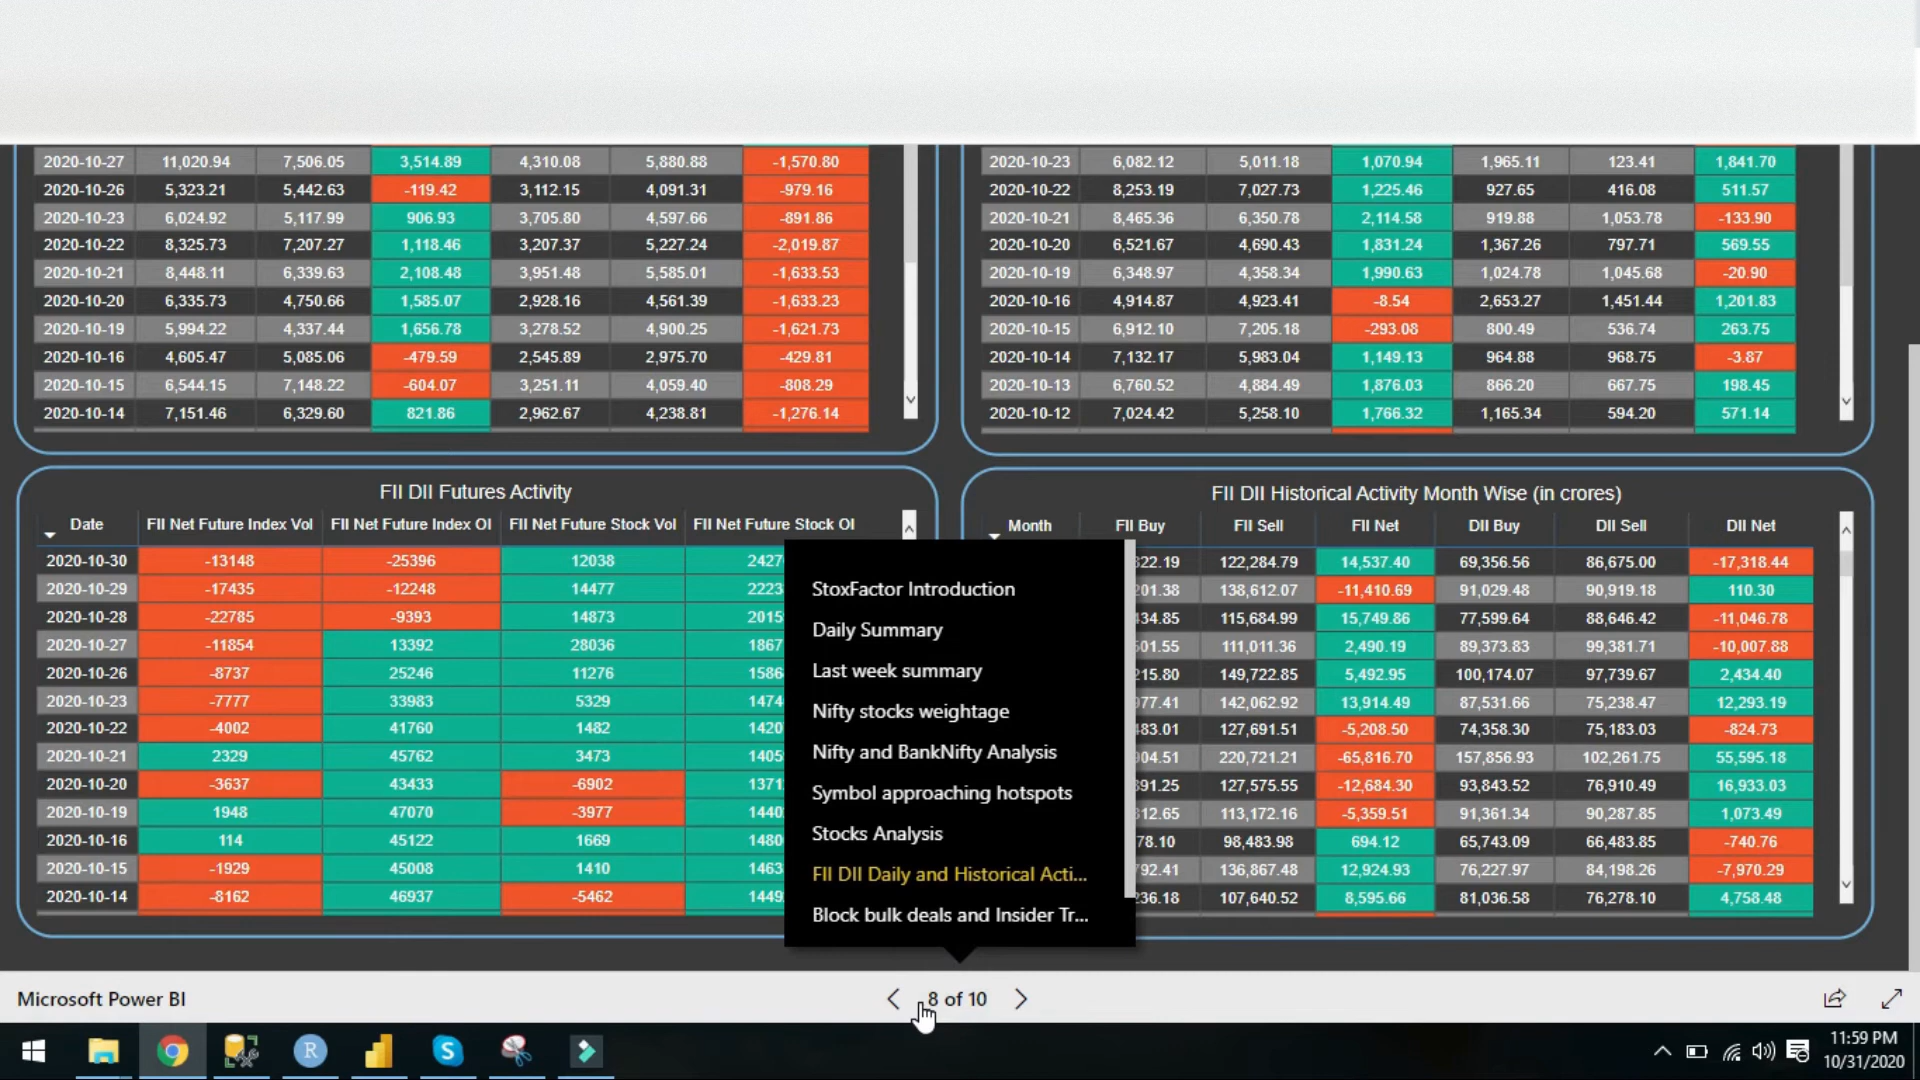 2020-10-27 11,020.94 7,506.05 3,514.89 4,310.08 5,880.88 -1,570.80
2020-10-26 5,323.21 5,442.63 -119.42 3,112.15 4,091.31 -979.16
2020-10-23 6,024.92 5,117.99 906.93 3,705.80 4,597.66 -891.86
2020-10-22 8,325.73 7,207.27 1,118.46 3,207.37 5,227.24 -2,019.87
2020-10-21 8,448.11 6,339.63 2,108.48 3,951.48 5,585.01 -1,633.53
2020-10-20 6,335.73 4,750.66 1,585.07 2,928.16 4,561.39 -1,633.23
2020-10-19 5,994.22 4,337.44 1,656.78 3,278.52 4,900.25 -1,621.73
2020-10-16 4,605.47 5,085.06 -479.59 2,545.89 2,975.70 -429.81
2020-10-15 6,544.15 7,148.22 -604.07 3,251.11 4,059.40 -808.29
2020-10-14 7,151.46 6,329.60 821.86 2,962.67 4,238.81 -1,276.14
2020-10-23 6,082.12 5,011.18 1,070.94 1,965.11 123.41 1,841.70
2020-10-22 8,253.19 7,027.73 1,225.46 927.65 416.08 511.57
2020-10-21 8,465.36 6,350.78 2,114.58 919.88 1,053.78 -133.90
2020-10-20 6,521.67 4,690.43 1,831.24 1,367.26 797.71 569.55
2020-10-19 6,348.97 4,358.34 1,990.63 1,024.78 1,045.68 -20.90
2020-10-16 4,914.87 4,923.41 -8.54 2,653.27 1,451.44 1,201.83
2020-10-15 6,912.10 7,205.18 -293.08 800.49 536.74 263.75
2020-10-14 7,132.17 5,983.04 1,149.13 964.88 968.75 -3.87
2020-10-13 6,760.52 4,884.49 1,876.03 866.20 667.75 198.45
2020-10-12 7,024.42 5,258.10 1,766.32 1,165.34 594.20 571.14
FII DII Futures Activity
Date FII Net Future Index Vol FII Net Future Index OI FII Net Future Stock Vol FII Net Future Stock OI
2020-10-30 -13148 -25396 12038 2427
2020-10-29 -17435 -12248 14477 2223
2020-10-28 -22785 -9393 14873 2015
2020-10-27 -11854 13392 28036 1867
2020-10-26 -8737 25246 11276 1586
2020-10-23 -7777 33983 5329 1474
2020-10-22 -4002 41760 1482 1420
2020-10-21 2329 45762 3473 1405
2020-10-20 -3637 43433 -6902 1371
2020-10-19 1948 47070 -3977 1440
2020-10-16 114 45122 1669 1480
2020-10-15 -1929 45008 1410 1463
2020-10-14 -8162 46937 -5462 1449
StoxFactor Introduction
Daily Summary
Last week summary
Nifty stocks weightage
Nifty and BankNifty Analysis
Symbol approaching hotspots
Stocks Analysis
FII DII Daily and Historical Acti...
Block bulk deals and Insider Tr...
FII DII Historical Activity Month Wise (in crores)
Month FII Buy FII Sell FII Net DII Buy DII Sell DII Net
322.19 122,284.79 14,537.40 69,356.56 86,675.00 -17,318.44
201.38 138,612.07 -11,410.69 91,029.48 90,919.18 110.30
434.85 115,684.99 15,749.86 77,599.64 88,646.42 -11,046.78
501.55 111,011.36 2,490.19 89,373.83 99,381.71 -10,007.88
215.80 149,722.85 5,492.95 100,174.07 97,739.67 2,434.40
977.41 142,062.92 13,914.49 87,531.66 75,238.47 12,293.19
483.01 127,691.51 -5,208.50 74,358.30 75,183.03 -824.73
904.51 220,721.21 -65,816.70 157,856.93 102,261.75 55,595.18
391.25 127,575.55 -12,684.30 93,843.52 76,910.49 16,933.03
312.65 113,172.16 -5,359.51 91,361.34 90,287.85 1,073.49
78.10 98,483.98 694.12 65,743.09 66,483.85 -740.76
792.41 136,867.48 12,924.93 76,227.97 84,198.26 -7,970.29
236.18 107,640.52 8,595.66 81,036.58 76,278.10 4,758.48
Microsoft Power BI
8 of 10
11:59 PM
10/31/2020